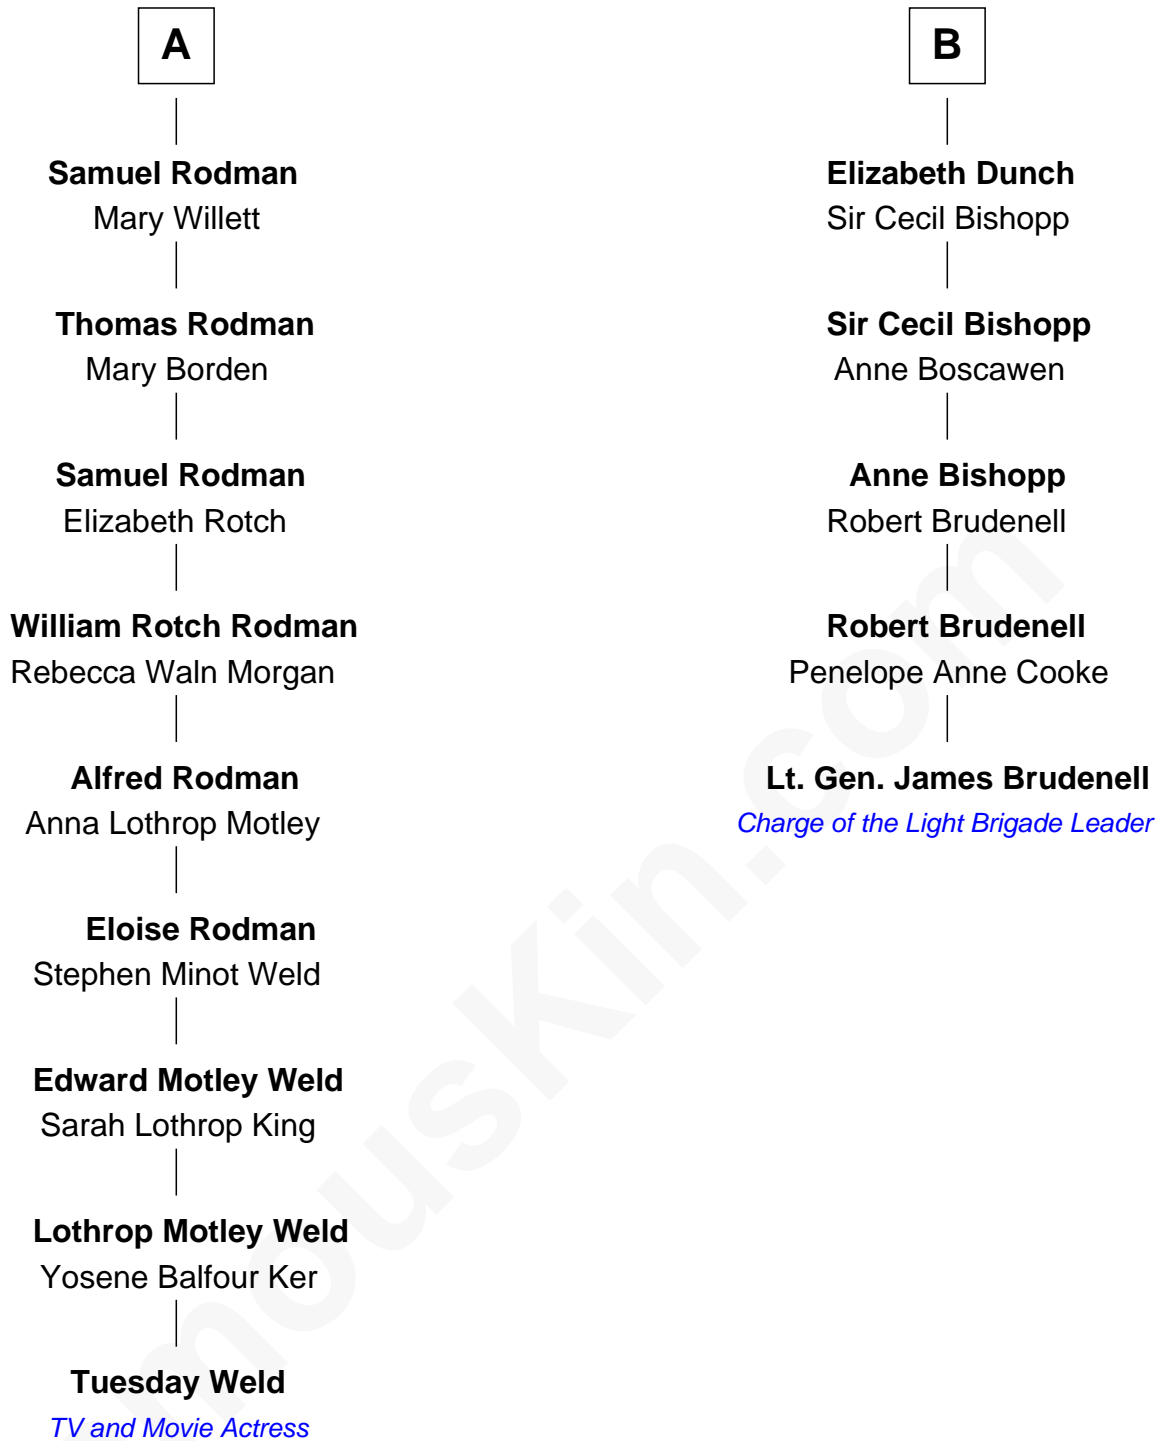 A
Samuel Rodman
Mary Willett
Thomas Rodman
Mary Borden
Samuel Rodman
Elizabeth Rotch
William Rotch Rodman
Rebecca Waln Morgan
Alfred Rodman
Anna Lothrop Motley
Eloise Rodman
Stephen Minot Weld
Edward Motley Weld
Sarah Lothrop King
Lothrop Motley Weld
Yosene Balfour Ker
Tuesday Weld
TV and Movie Actress
B
Elizabeth Dunch
Sir Cecil Bishopp
Sir Cecil Bishopp
Anne Boscawen
Anne Bishopp
Robert Brudenell
Robert Brudenell
Penelope Anne Cooke
Lt. Gen. James Brudenell
Charge of the Light Brigade Leader
mousKin.com